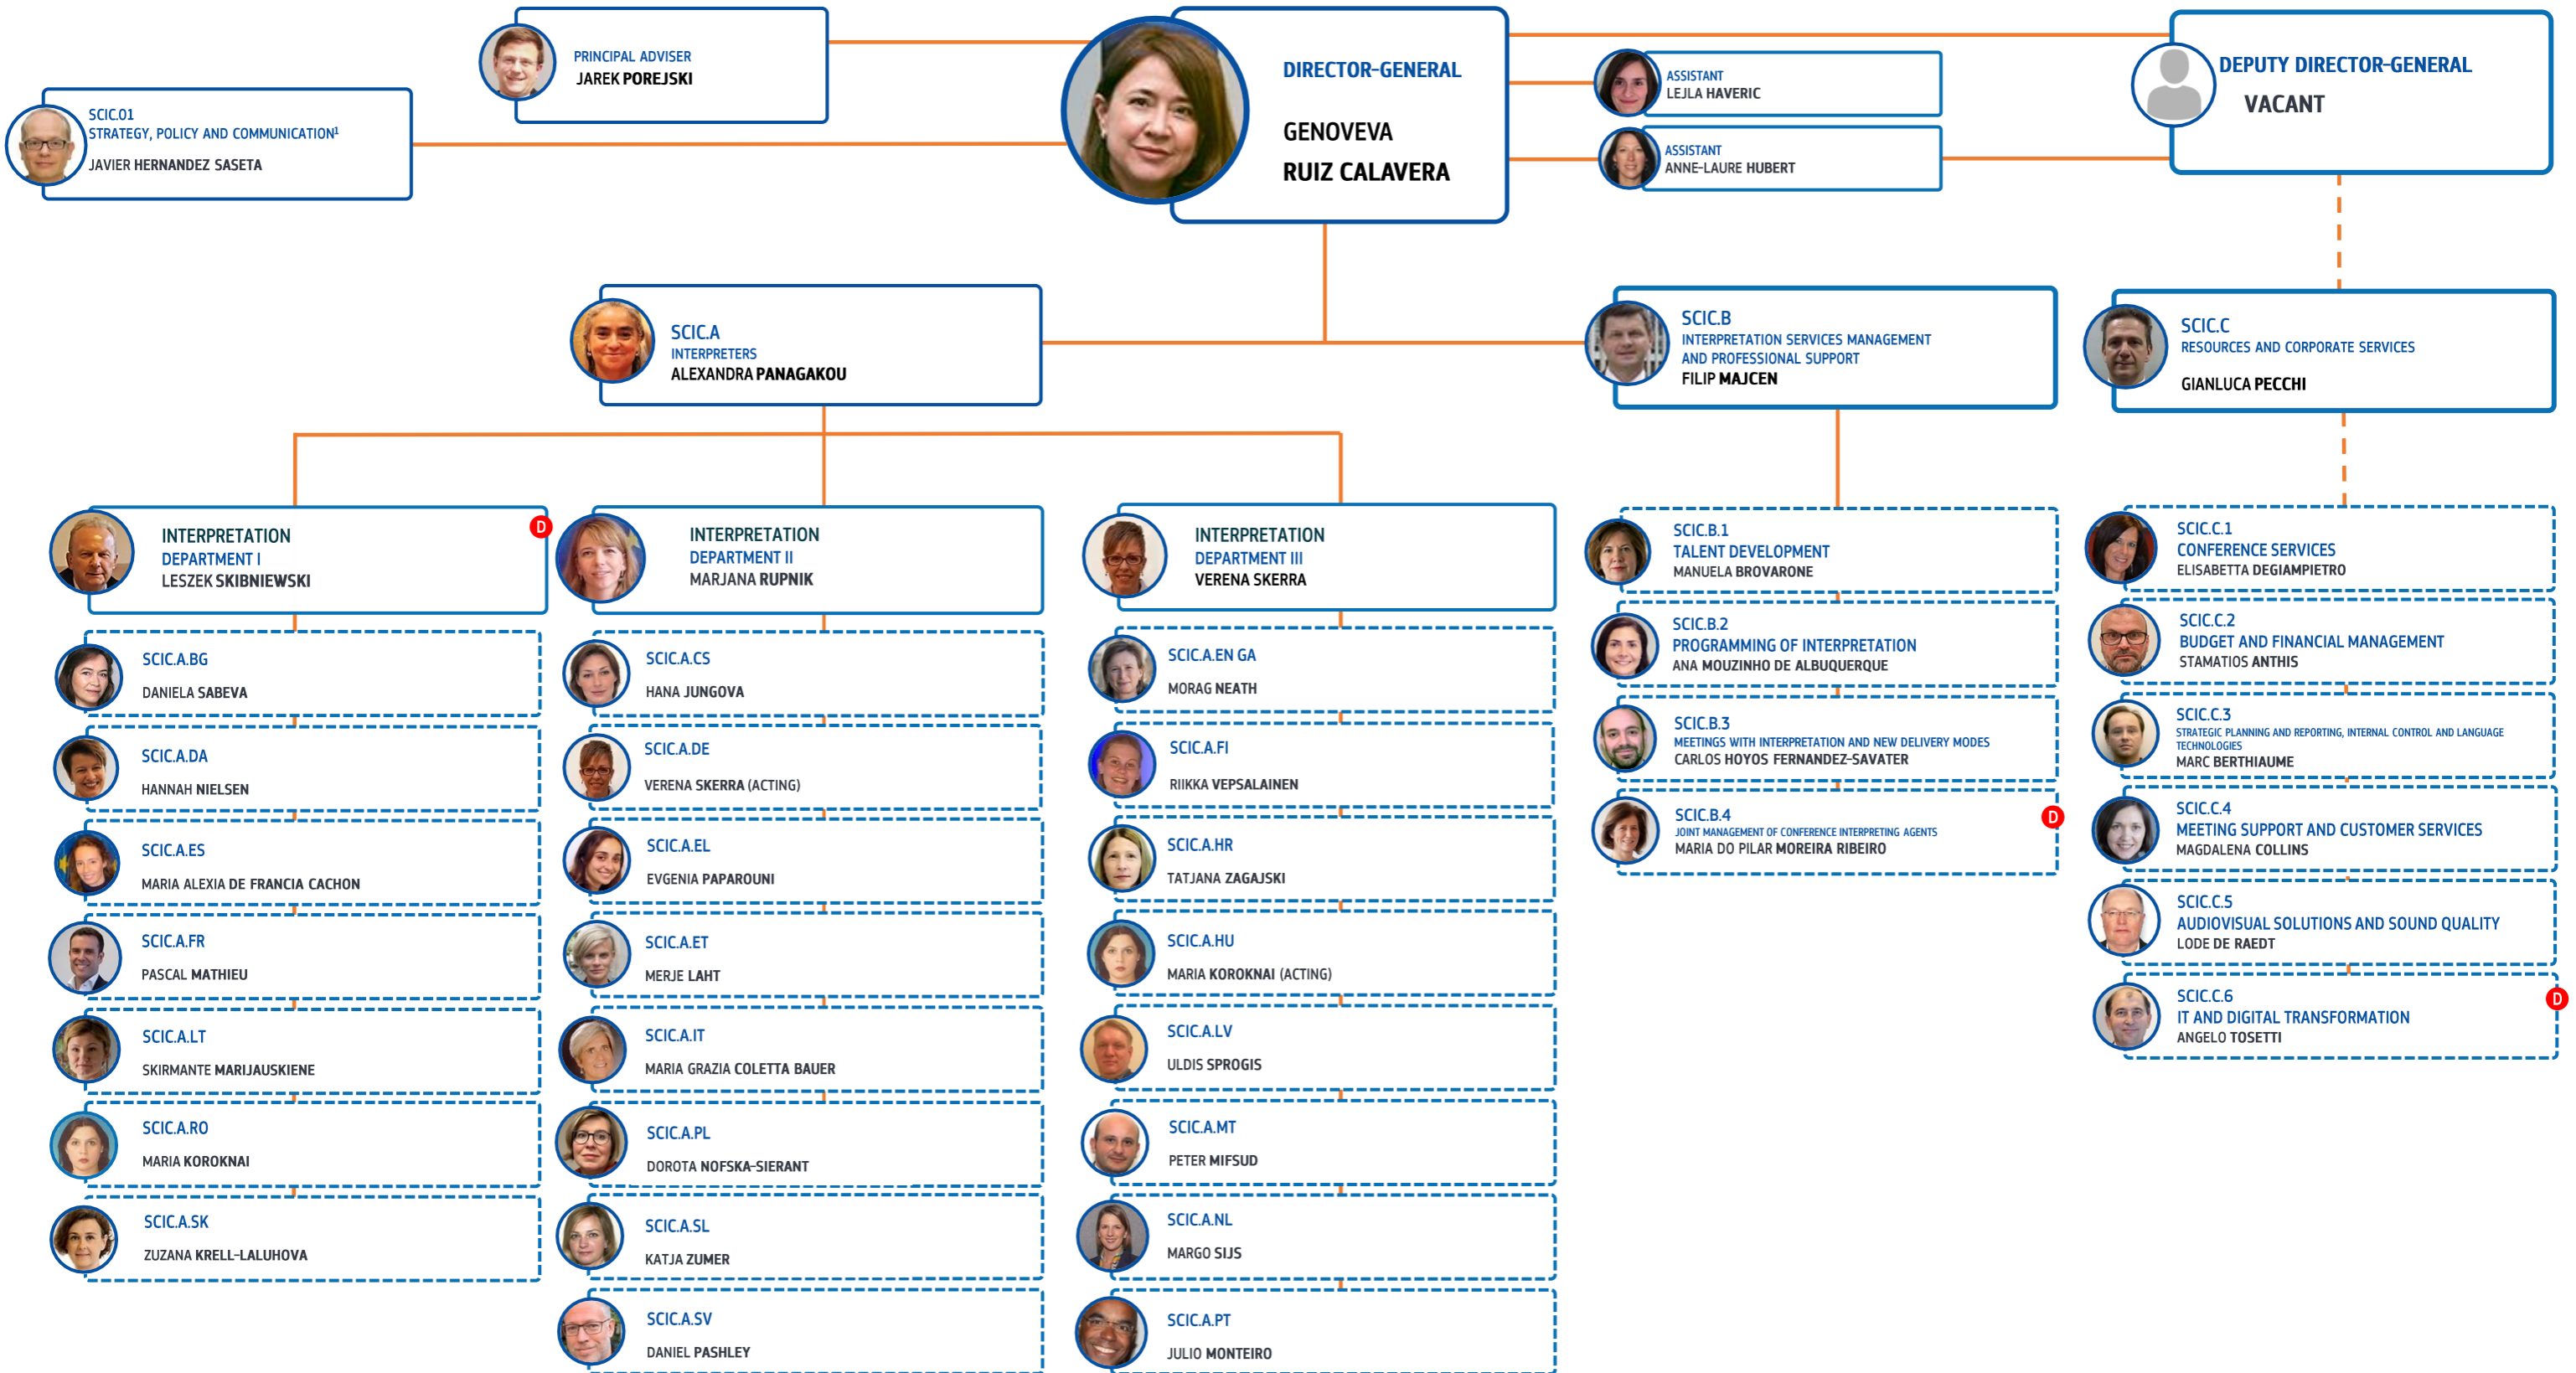 PRINCIPAL ADVISER
JAREK POREJSKI
SCIC.01
STRATEGY, POLICY AND COMMUNICATION¹
JAVIER HERNANDEZ SASETA
DIRECTOR-GENERAL
GENOVEVA
RUIZ CALAVERA
ASSISTANT
LEJLA HAVERIC
ASSISTANT
ANNE-LAURE HUBERT
DEPUTY DIRECTOR-GENERAL
VACANT
SCIC.A
INTERPRETERS
ALEXANDRA PANAGAKOU
SCIC.B
INTERPRETATION SERVICES MANAGEMENT
AND PROFESSIONAL SUPPORT
FILIP MAJCEN
SCIC.C
RESOURCES AND CORPORATE SERVICES
GIANLUCA PECCHI
INTERPRETATION
DEPARTMENT I
LESZEK SKIBNIEWSKI
D
SCIC.A.BG
DANIELA SABEVA
SCIC.A.DA
HANNAH NIELSEN
SCIC.A.ES
MARIA ALEXIA DE FRANCIA CACHON
SCIC.A.FR
PASCAL MATHIEU
SCIC.A.LT
SKIRMANTE MARIJAUSKIENE
SCIC.A.RO
MARIA KOROKNAI
SCIC.A.SK
ZUZANA KRELL-LALUHOVA
INTERPRETATION
DEPARTMENT II
MARJANA RUPNIK
SCIC.A.CS
HANA JUNGOVA
SCIC.A.DE
VERENA SKERRA (ACTING)
SCIC.A.EL
EVGENIA PAPAROUNI
SCIC.A.ET
MERJE LAHT
SCIC.A.IT
MARIA GRAZIA COLETTA BAUER
SCIC.A.PL
DOROTA NOFSKA-SIERANT
SCIC.A.SL
KATJA ZUMER
SCIC.A.SV
DANIEL PASHLEY
INTERPRETATION
DEPARTMENT III
VERENA SKERRA
SCIC.A.EN GA
MORAG NEATH
SCIC.A.FI
RIIKKA VEPSALAINEN
SCIC.A.HR
TATJANA ZAGAJSKI
SCIC.A.HU
MARIA KOROKNAI (ACTING)
SCIC.A.LV
ULDIS SPROGIS
SCIC.A.MT
PETER MIFSUD
SCIC.A.NL
MARGO SIJS
SCIC.A.PT
JULIO MONTEIRO
SCIC.B.1
TALENT DEVELOPMENT
MANUELA BROVARONE
SCIC.B.2
PROGRAMMING OF INTERPRETATION
ANA MOUZINHO DE ALBUQUERQUE
SCIC.B.3
MEETINGS WITH INTERPRETATION AND NEW DELIVERY MODES
CARLOS HOYOS FERNANDEZ-SAVATER
SCIC.B.4
JOINT MANAGEMENT OF CONFERENCE INTERPRETING AGENTS
MARIA DO PILAR MOREIRA RIBEIRO
D
SCIC.C.1
CONFERENCE SERVICES
ELISABETTA DEGIAMPIETRO
SCIC.C.2
BUDGET AND FINANCIAL MANAGEMENT
STAMATIOS ANTHIS
SCIC.C.3
STRATEGIC PLANNING AND REPORTING, INTERNAL CONTROL AND LANGUAGE
TECHNOLOGIES
MARC BERTHIAUME
SCIC.C.4
MEETING SUPPORT AND CUSTOMER SERVICES
MAGDALENA COLLINS
SCIC.C.5
AUDIOVISUAL SOLUTIONS AND SOUND QUALITY
LODE DE RAEDT
SCIC.C.6
IT AND DIGITAL TRANSFORMATION
ANGELO TOSETTI
D